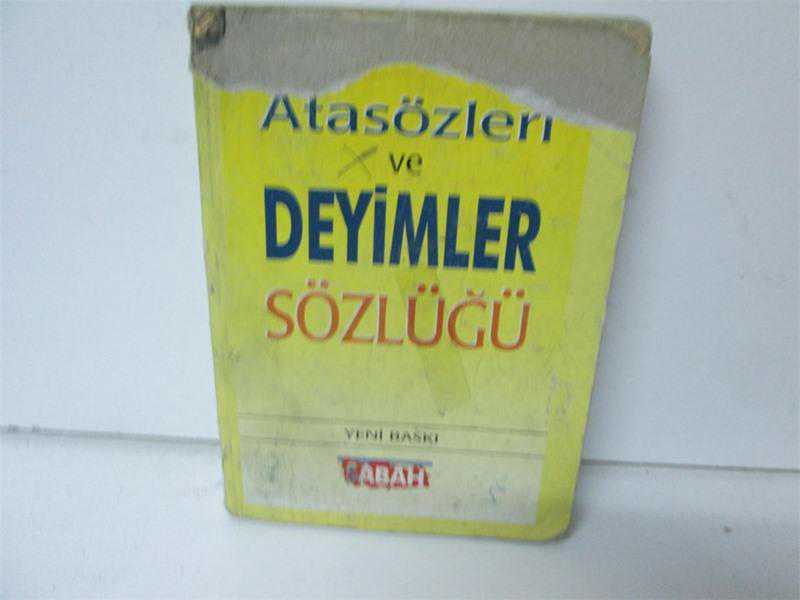 Atasözleri
ve
DEYİMLER
SÖZLÜĞÜ
YENİ BASKI
SABAH